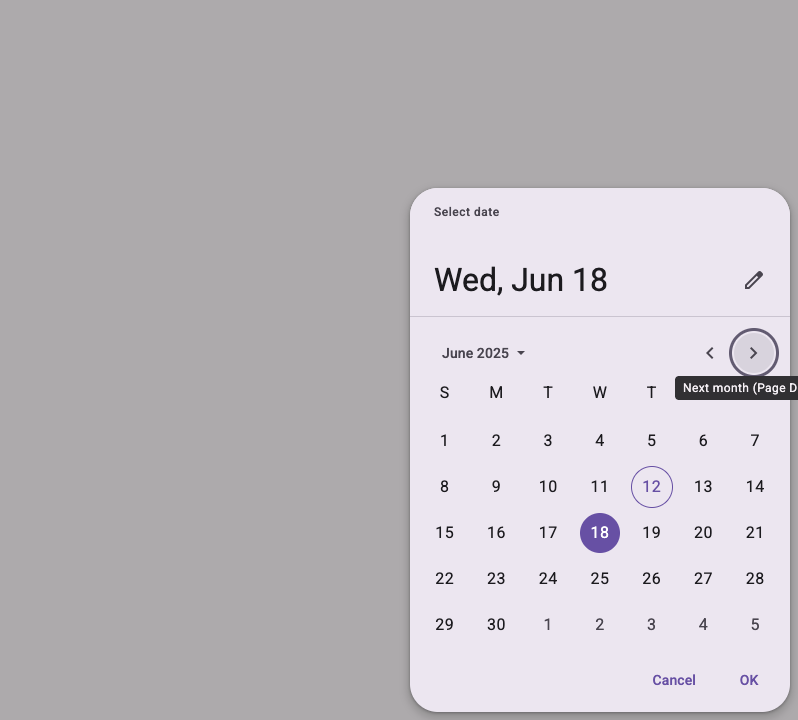 Select date
Wed, Jun 18
June 2025
Next month (Page D
S M T W T
1 2 3 4 5 6 7
8 9 10 11 12 13 14
15 16 17 18 19 20 21
22 23 24 25 26 27 28
29 30 1 2 3 4 5
Cancel OK